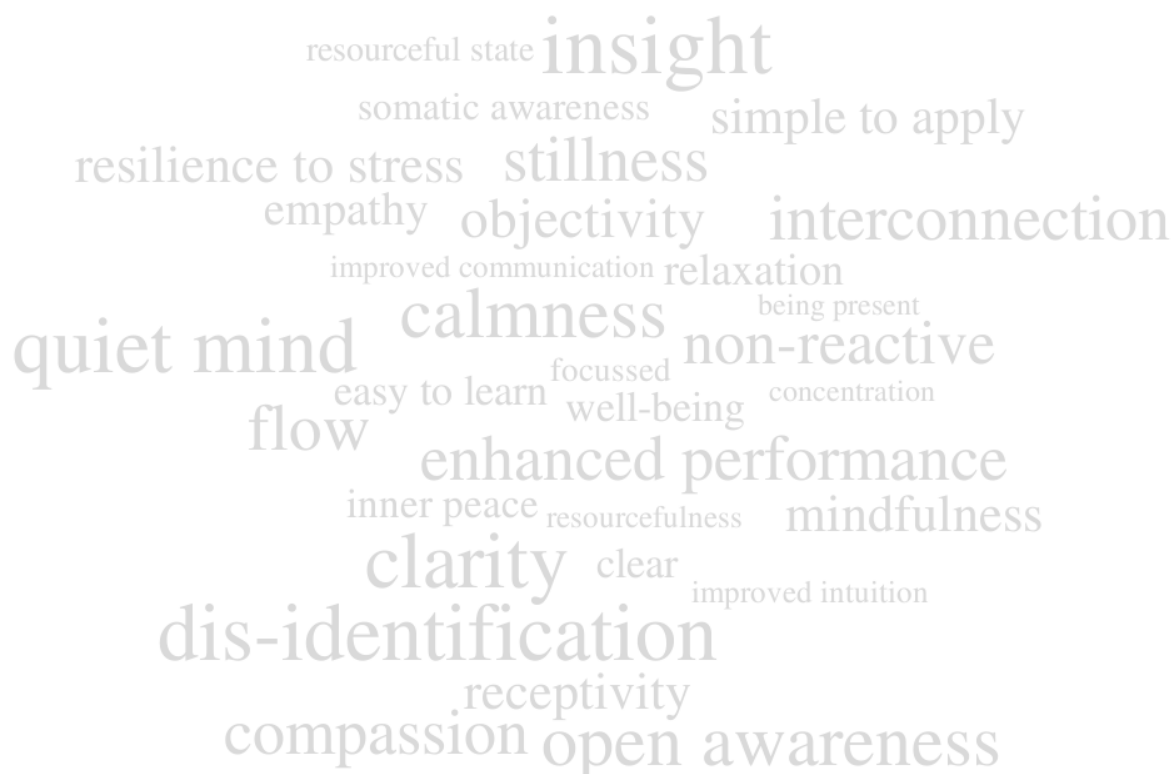 resourceful state insight
somatic awareness simple to apply
resilience to stress stillness
empathy objectivity interconnection
improved communication relaxation
calmness being present
quiet mind non-reactive
focussed
easy to learn well-being concentration
flow
enhanced performance
inner peace resourcefulness mindfulness
clarity clear
improved intuition
dis-identification
receptivity
compassion open awareness